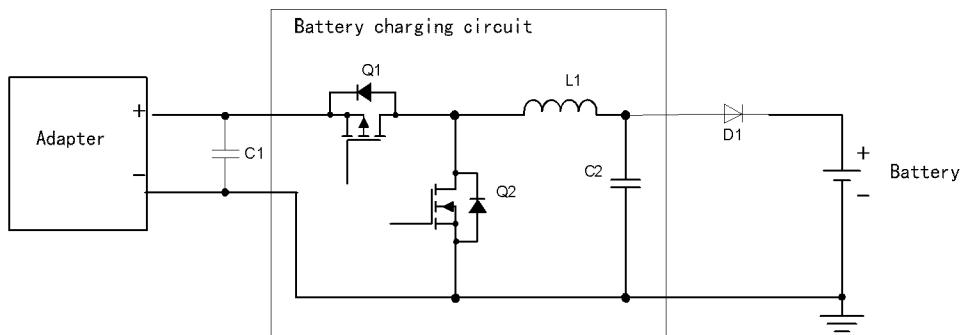 Battery charging circuit
Q1
L1
+
Adapter
C1
D1
C2
+
Battery
Q2
−
−